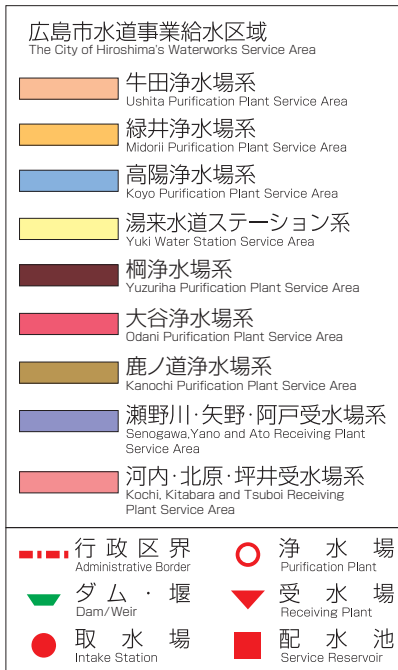 広島市水道事業給水区域
The City of Hiroshima's Waterworks Service Area
牛田浄水場系
Ushita Purification Plant Service Area
緑井浄水場系
Midorii Purification Plant Service Area
高陽浄水場系
Koyo Purification Plant Service Area
湯来水道ステーション系
Yuki Water Station Service Area
棡浄水場系
Yuzuriha Purification Plant Service Area
大谷浄水場系
Odani Purification Plant Service Area
鹿ノ道浄水場系
Kanochi Purification Plant Service Area
瀬野川・矢野・阿戸受水場系
Senogawa,Yano and Ato Receiving Plant
Service Area
河内・北原・坪井受水場系
Kochi, Kitabara and Tsuboi Receiving
Plant Service Area
行政区界
Administrative Border
浄水場
Purification Plant
ダム・堰
Dam/Weir
受水場
Receiving Plant
取水場
Intake Station
配水池
Service Reservoir